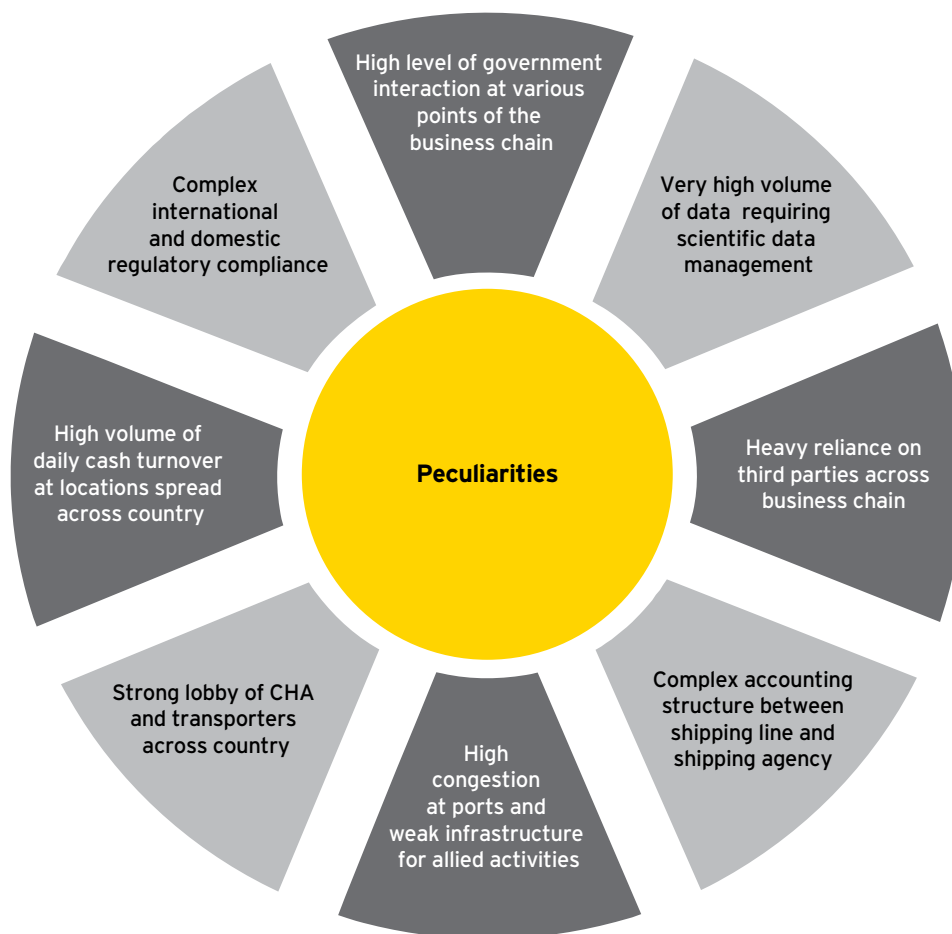 High level of government
interaction at various
points of the
business chain
Very high volume
of data requiring
scientific data
management
Heavy reliance on
third parties across
business chain
Complex accounting
structure between
shipping line and
shipping agency
High
congestion
at ports and
weak infrastructure
for allied activities
Strong lobby of CHA
and transporters
across country
High volume of
daily cash turnover
at locations spread
across country
Complex
international
and domestic
regulatory compliance
Peculiarities